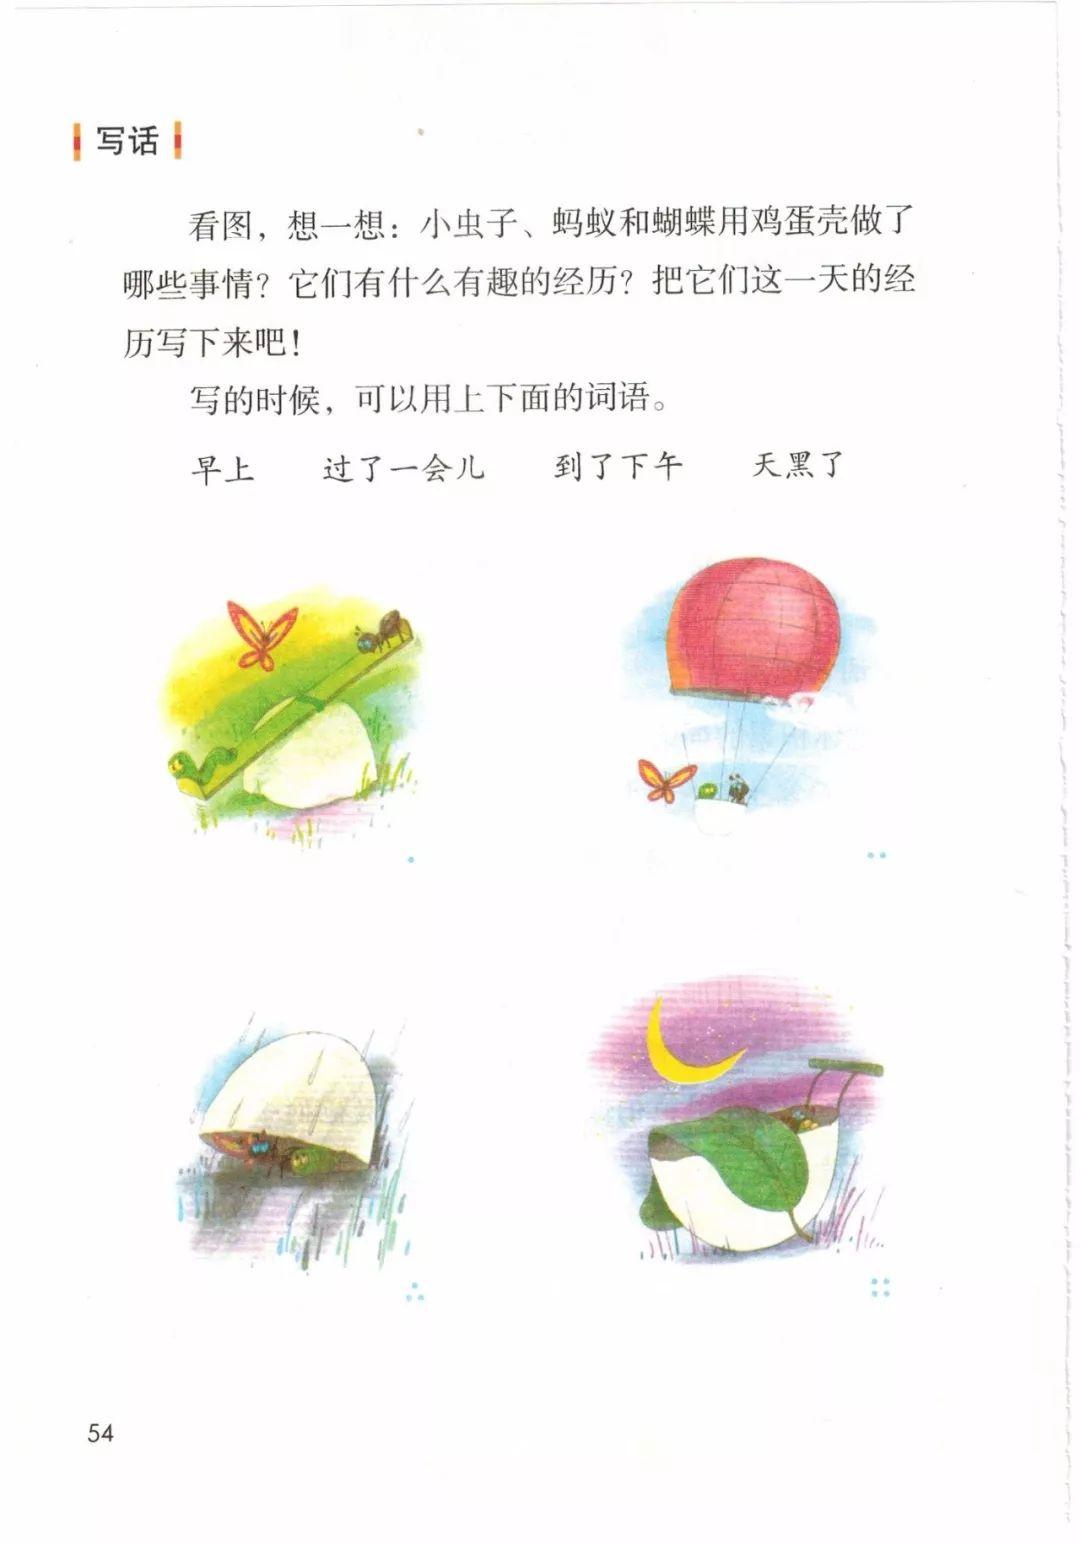 写话
看图，想一想：小虫子、蚂蚁和蝴蝶用鸡蛋壳做了
哪些事情？它们有什么有趣的经历？把它们这一天的经
历写下来吧！
写的时候，可以用上下面的词语。
早上 过了一会儿 到了下午 天黑了
54